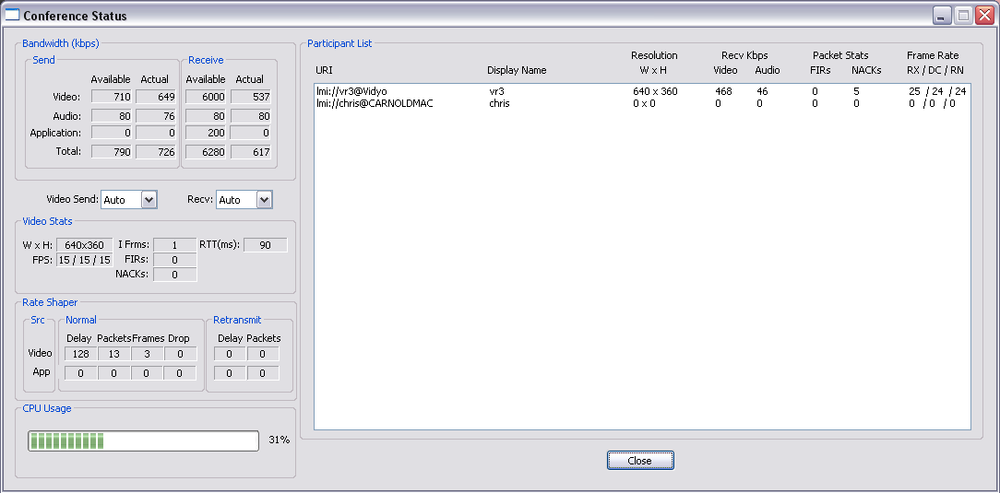 Conference Status
Bandwidth (kbps)
Send Receive
Available Actual Available Actual
Video: 710 649 6000 537
Audio: 80 76 80 80
Application: 0 0 200 0
Total: 790 726 6280 617
Video Send: Auto Recv: Auto
Video Stats
W x H: 640x360 I Frms: 1 RTT(ms): 90
FPS: 15 / 15 / 15 FIRs: 0
NACKs: 0
Rate Shaper
Src Normal Retransmit
Delay Packets Frames Drop Delay Packets
Video 128 13 3 0 0 0
App 0 0 0 0 0 0
CPU Usage
31%
Participant List
Resolution Recv Kbps Packet Stats Frame Rate
URI Display Name W x H Video Audio FIRs NACKs RX / DC / RN
lmi://vr3@Vidyo vr3 640 x 360 468 46 0 5 25 / 24 / 24
lmi://chris@CARNOLDMAC chris 0 x 0 0 0 0 0 0 / 0 / 0
Close